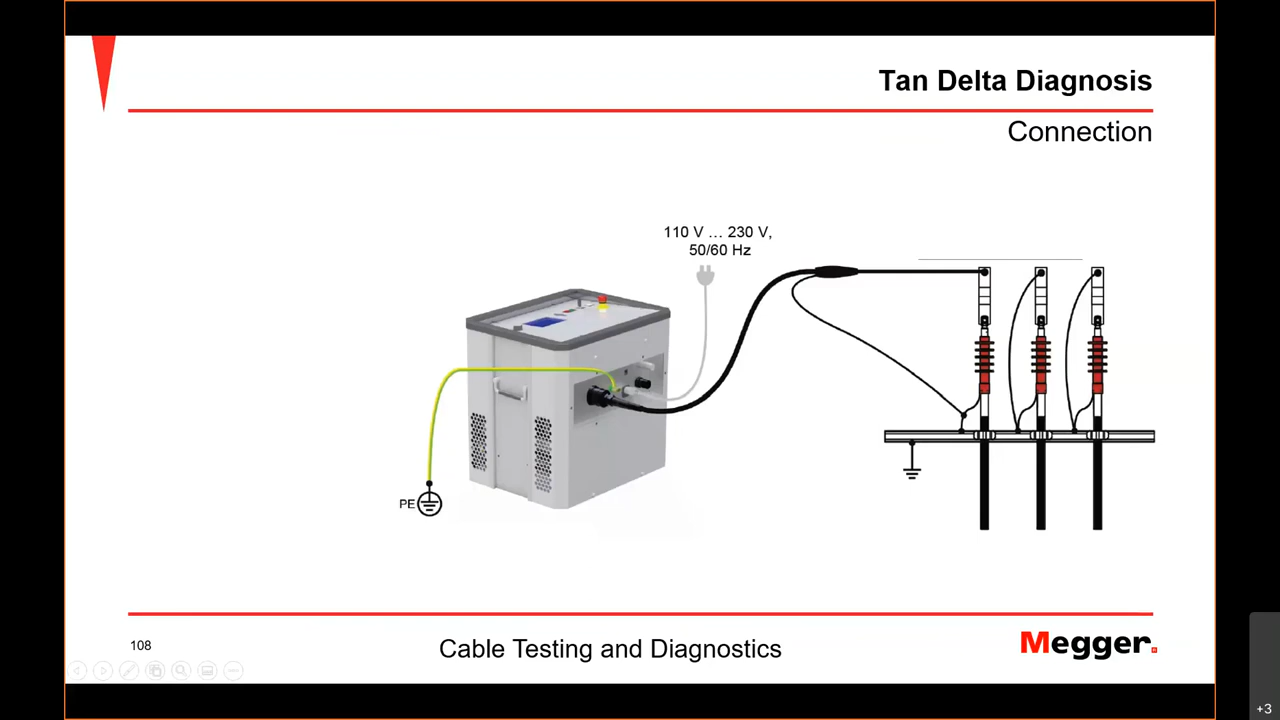 Tan Delta Diagnosis
Connection
110 V ... 230 V,
50/60 Hz
PE
108
Cable Testing and Diagnostics
Megger.
+3